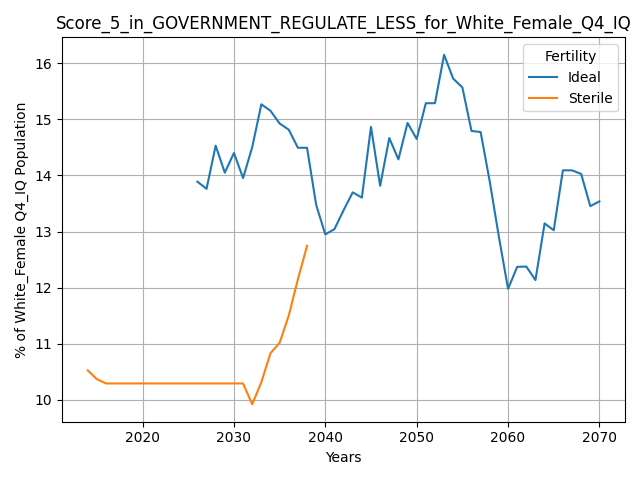 Score_5_in_GOVERNMENT_REGULATE_LESS_for_White_Female_Q4_IQ
Fertility
Ideal
Sterile
% of White_Female Q4_IQ Population
16
15
14
13
12
11
10
2020 2030 2040 2050 2060 2070
Years